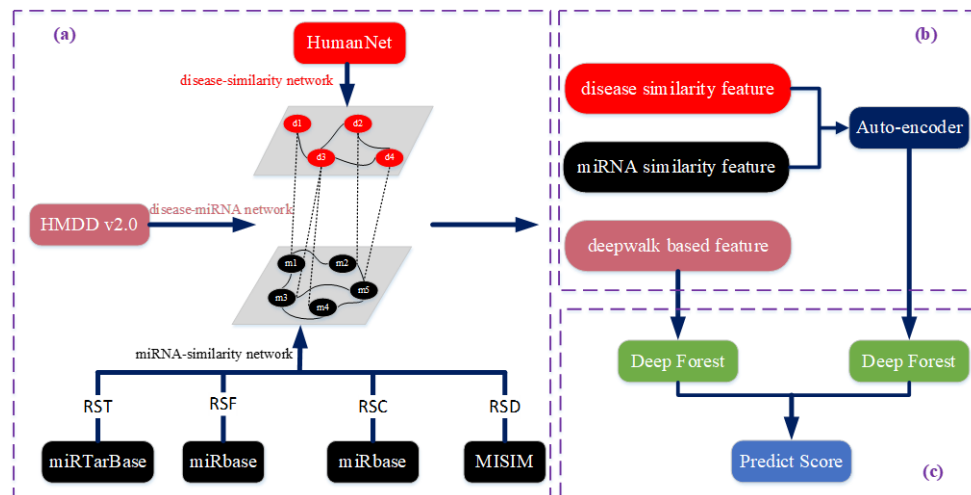 (a)
HumanNet
disease-similarity network
d1
d2
d3
d4
HMDD v2.0
disease-miRNA network
m1
m2
m3
m4
m5
miRNA-similarity network
RST
RSF
RSC
RSD
miRTarBase
miRbase
miRbase
MISIM
(b)
disease similarity feature
Auto-encoder
miRNA similarity feature
deepwalk based feature
Deep Forest
Deep Forest
Predict Score
(c)